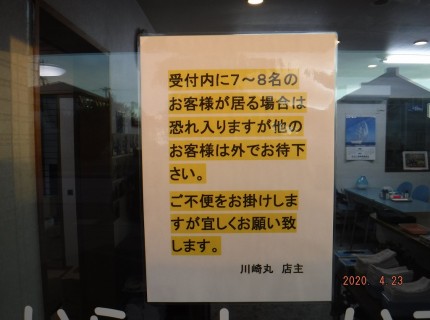 受付内に7～8名の
お客様が居る場合は
恐れ入りますが他の
お客様は外でお待下
さい。
ご不便をお掛けしま
すが宜しくお願い致
します。
川崎丸 店主
2020. 4 23